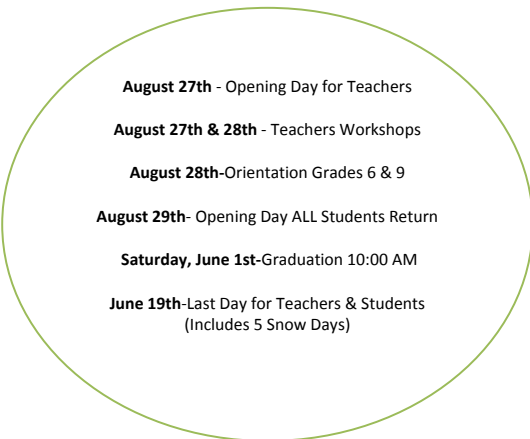 August 27th - Opening Day for Teachers
August 27th & 28th - Teachers Workshops
August 28th-Orientation Grades 6 & 9
August 29th- Opening Day ALL Students Return
Saturday, June 1st-Graduation 10:00 AM
June 19th-Last Day for Teachers & Students
(Includes 5 Snow Days)